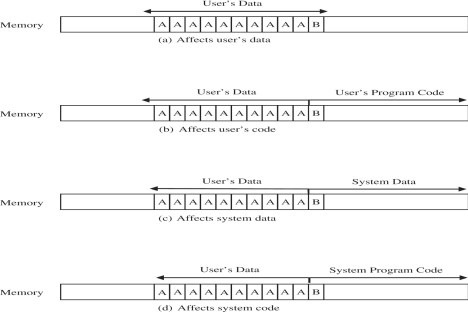 User's Data
Memory A A A A A A A A A A B
(a) Affects user's data
User's Data User's Program Code
Memory A A A A A A A A A A B
(b) Affects user's code
User's Data System Data
Memory A A A A A A A A A A B
(c) Affects system data
User's Data System Program Code
Memory A A A A A A A A A A B
(d) Affects system code